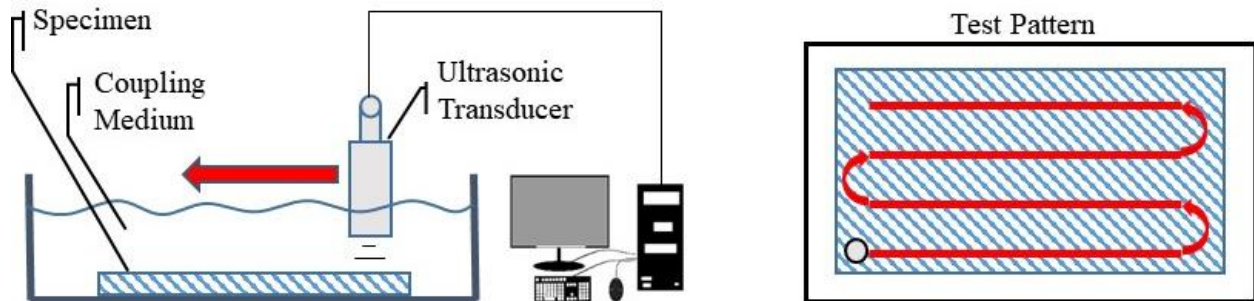 Specimen
Coupling
Medium
Ultrasonic
Transducer
Test Pattern